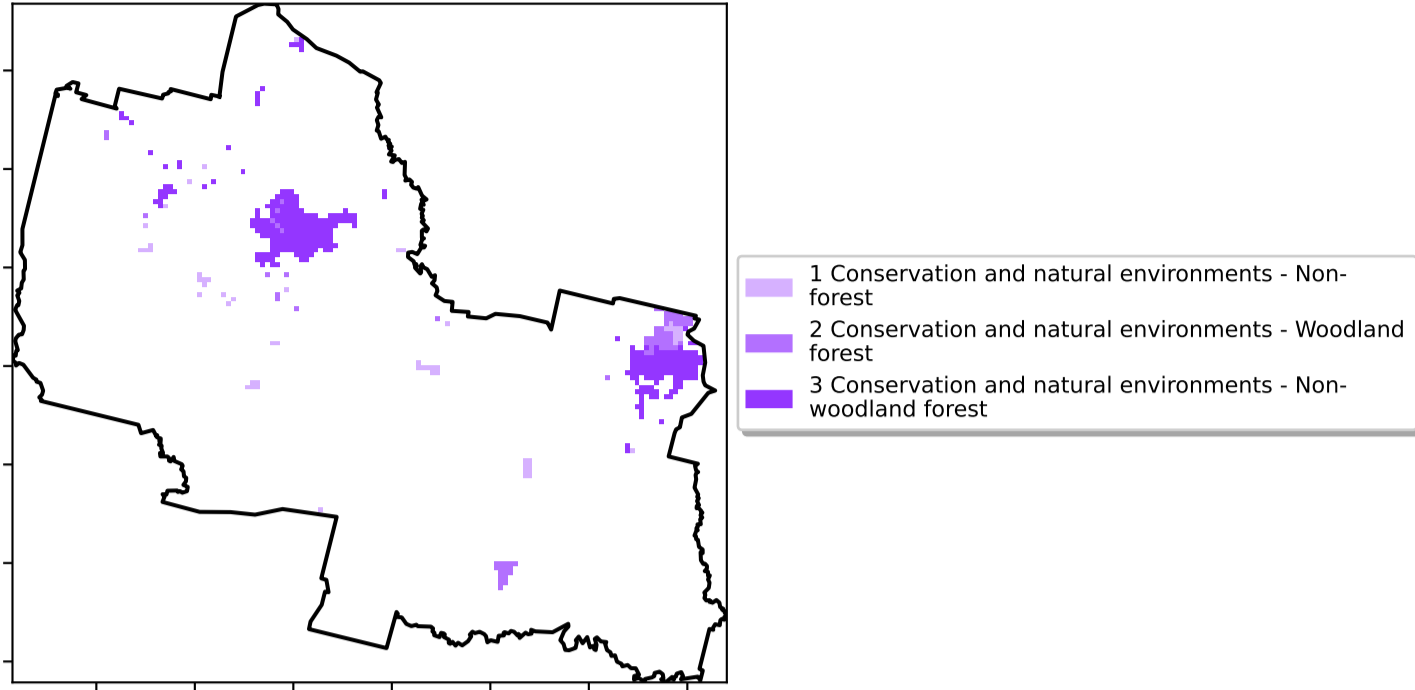 1 Conservation and natural environments - Non-
forest
2 Conservation and natural environments - Woodland
forest
3 Conservation and natural environments - Non-
woodland forest